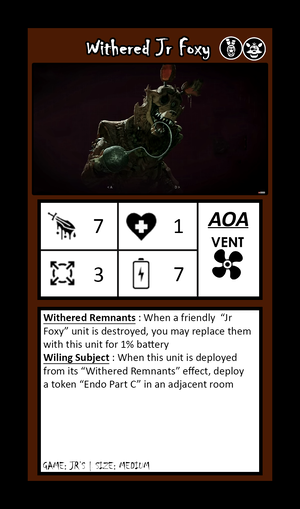 Withered Jr Foxy
7
1
AOA
VENT
3
7
Withered Remnants : When a friendly "Jr
Foxy" unit is destroyed, you may replace them
with this unit for 1% battery
Wiling Subject : When this unit is deployed
from its "Withered Remnants" effect, deploy
a token "Endo Part C" in an adjacent room
GAME: JR'S | SIZE: MEDIUM